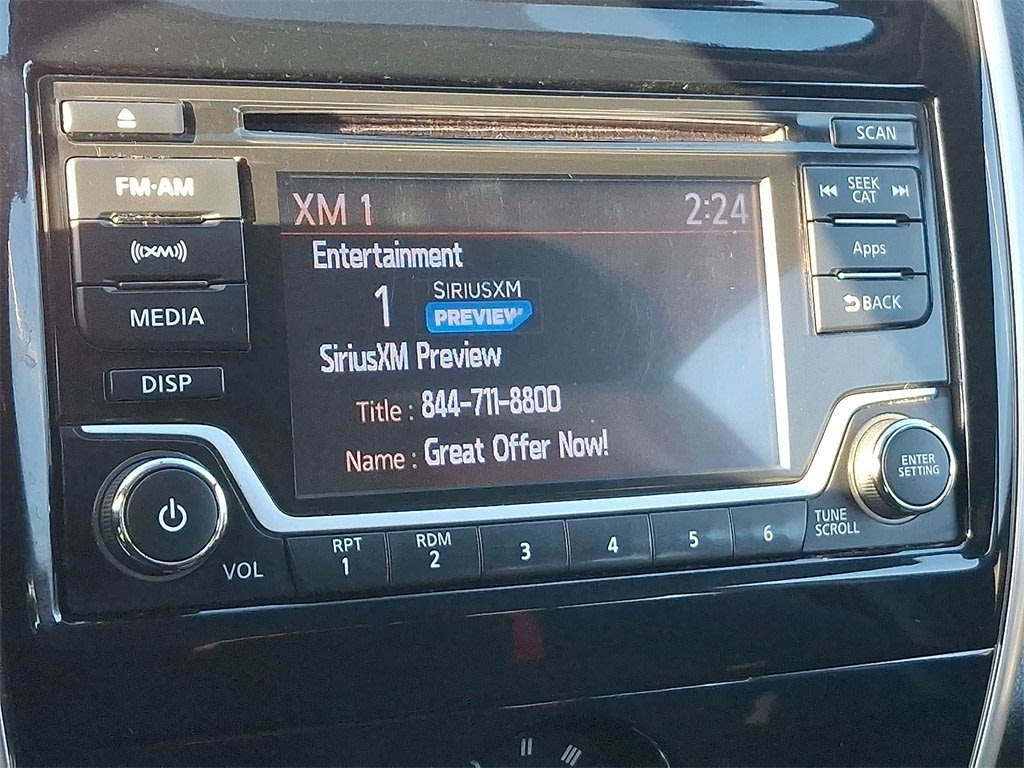 SCAN
FM·AM
XM
MEDIA
DISP
XM 1 2:24
Entertainment
1 SIRIUSXM
PREVIEW
SiriusXM Preview
Title : 844-711-8800
Name : Great Offer Now!
SEEK
CAT
Apps
BACK
ENTER
SETTING
TUNE
SCROLL
VOL
RPT
1
RDM
2
3
4
5
6